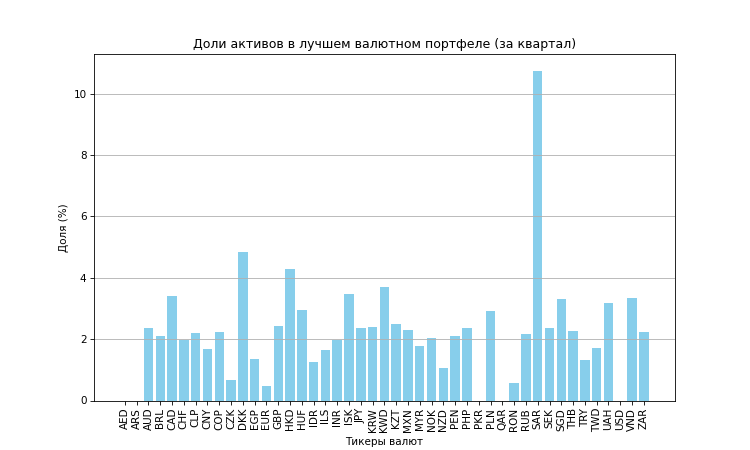 Доли активов в лучшем валютном портфеле (за квартал)
Доля (%)
10
8
6
4
2
0
AED ARS AUD BRL CAD CHF CLP CNY COP CZK DKK EGP EUR GBP HKD HUF IDR ILS INR ISK JPY KRW KWD KZT MXN MYR NOK NZD PEN PHP PKR PLN QAR RON RUB SAR SEK SGD THB TRY TWD UAH USD VND ZAR
Тикеры валют